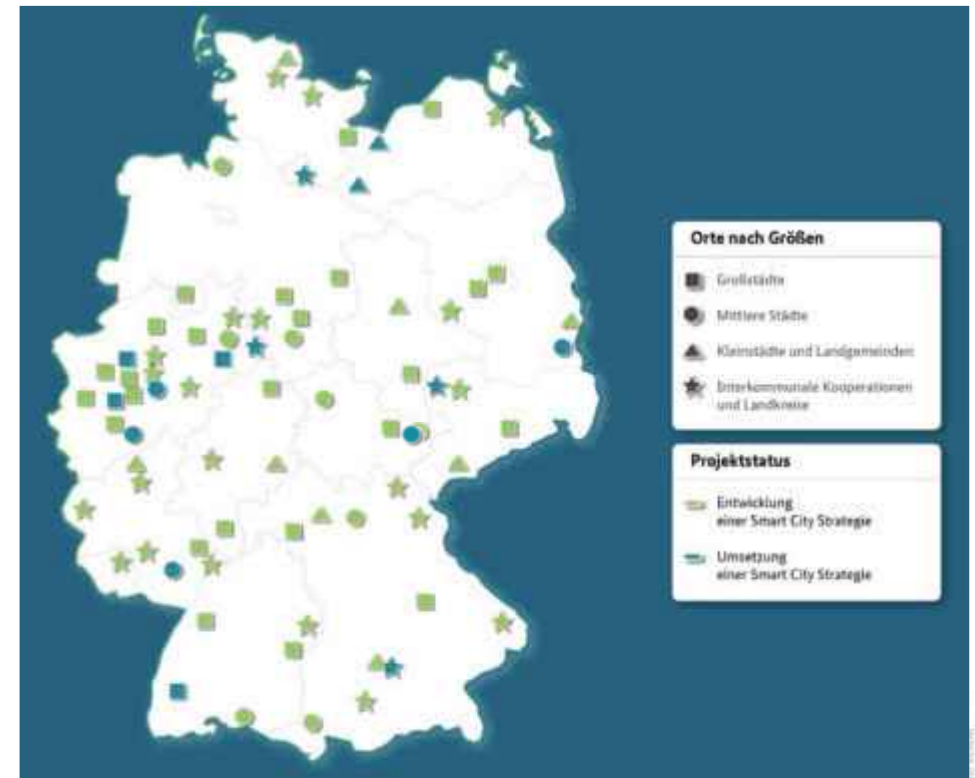 Orte nach Größen
Großstädte
Mittlere Städte
Kleinstädte und Landgemeinden
Interkommunale Kooperationen
und Landkreise
Projektstatus
Entwicklung
einer Smart City Strategie
Umsetzung
einer Smart City Strategie